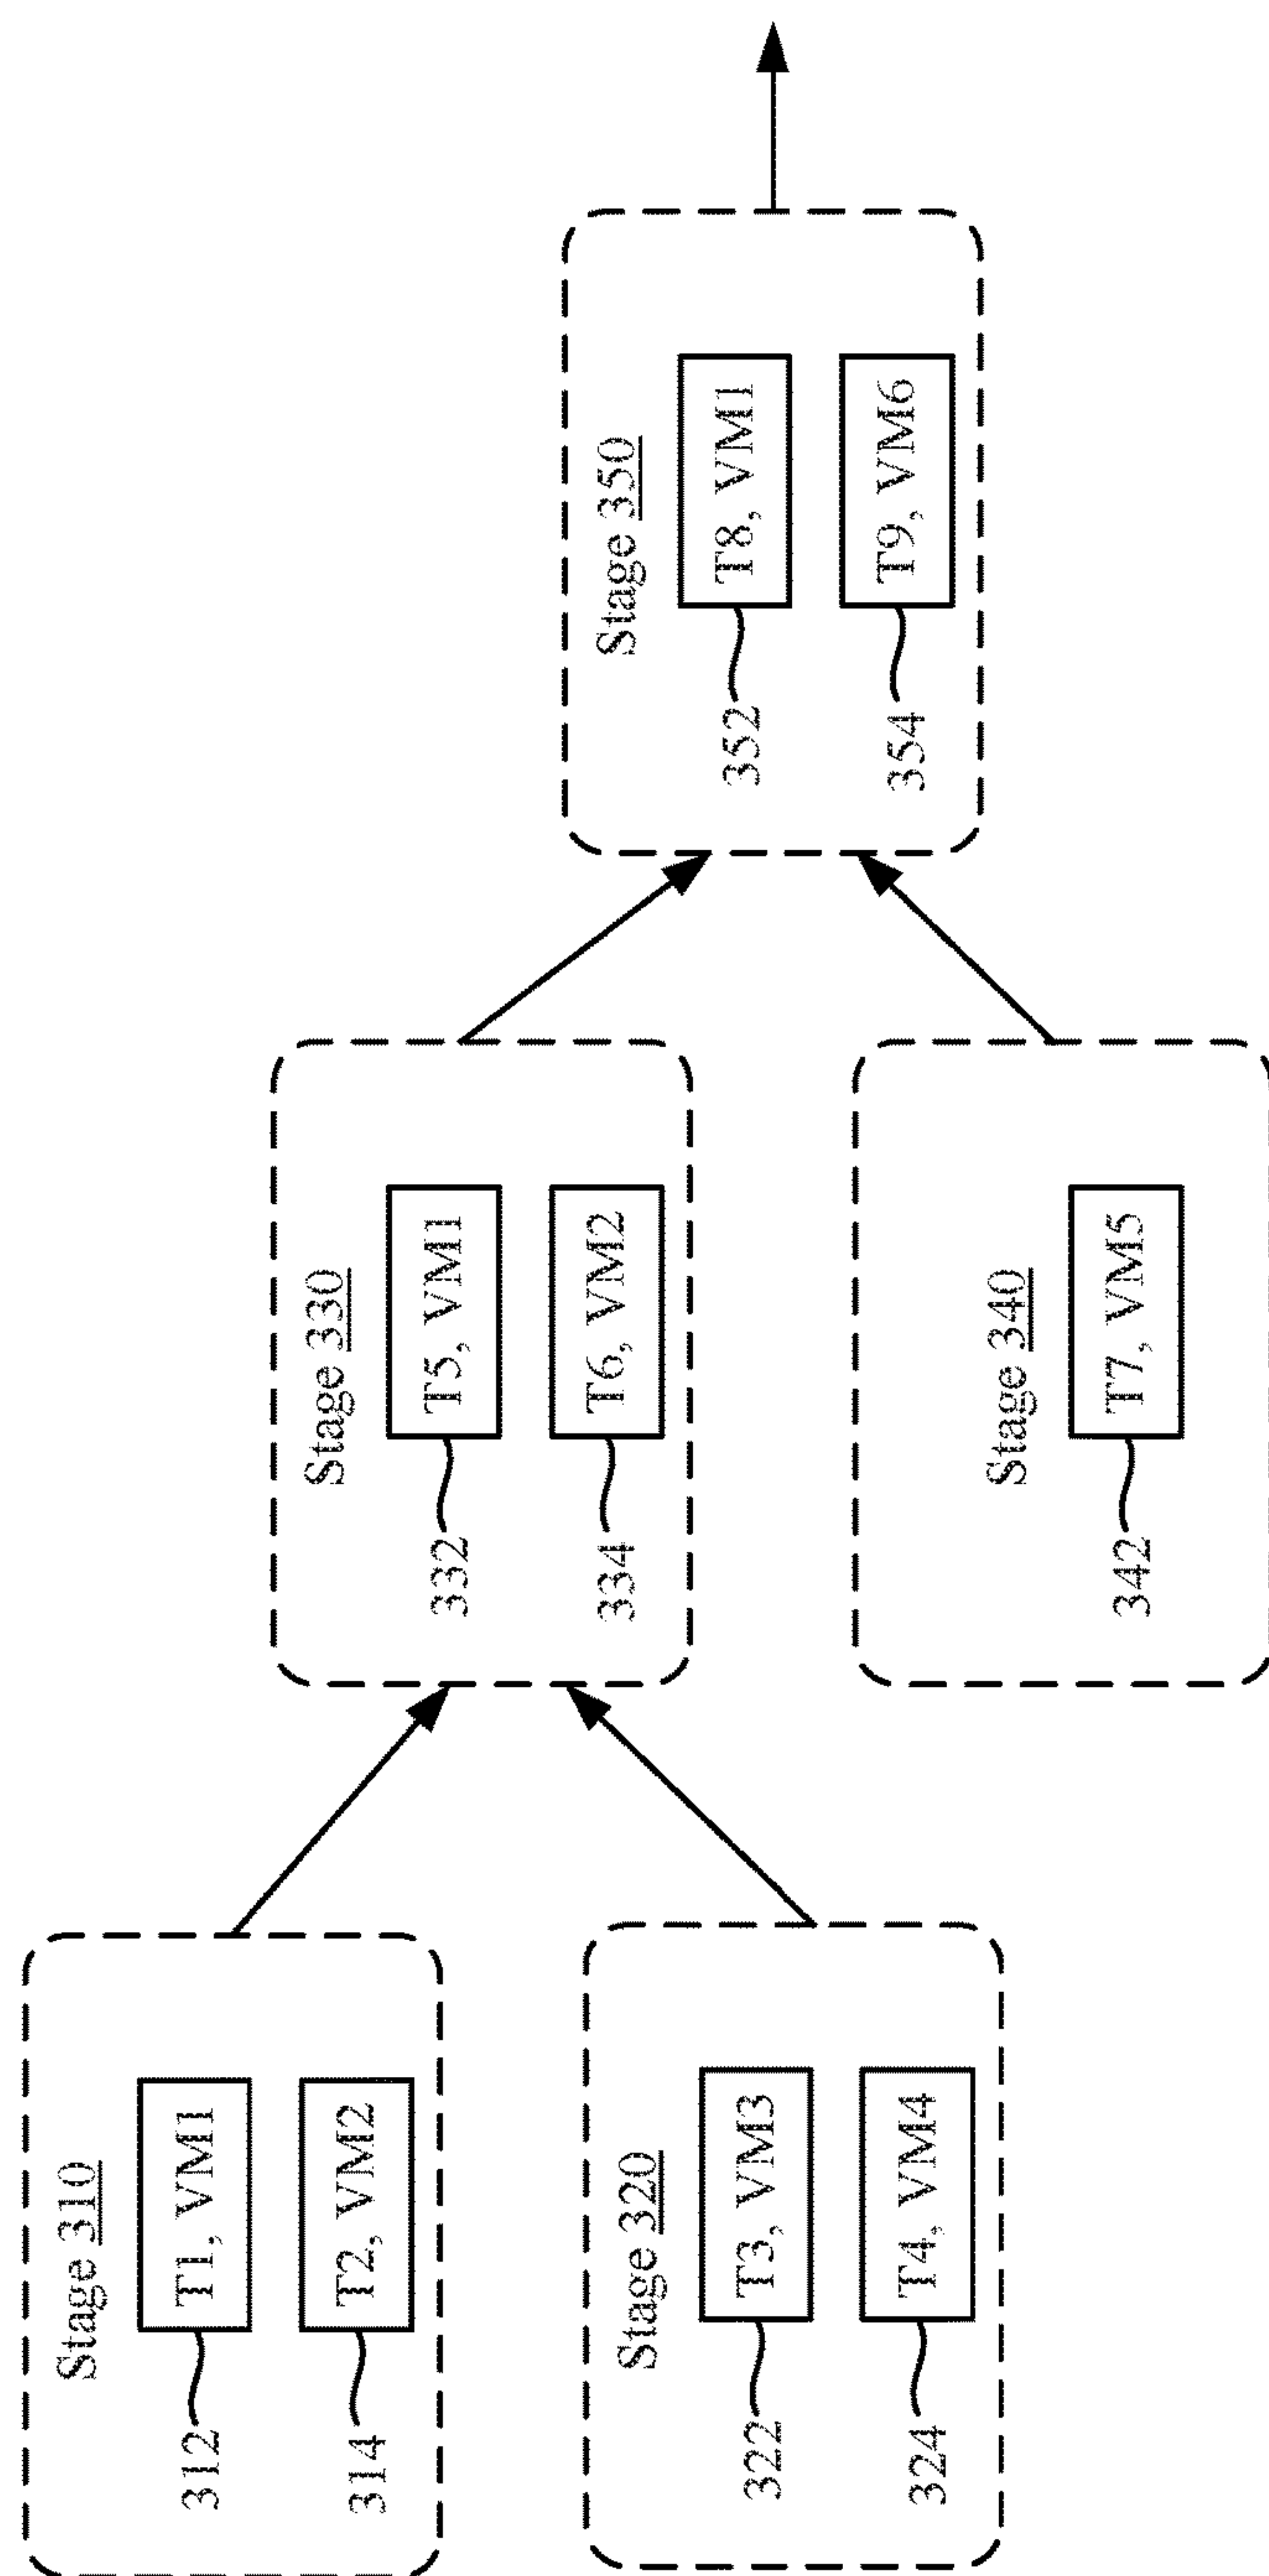 Stage 310
312
T1, VM1
314
T2, VM2
Stage 320
322
T3, VM3
324
T4, VM4
Stage 330
332
T5, VM1
334
T6, VM2
Stage 340
342
T7, VM5
Stage 350
352
T8, VM1
354
T9, VM6